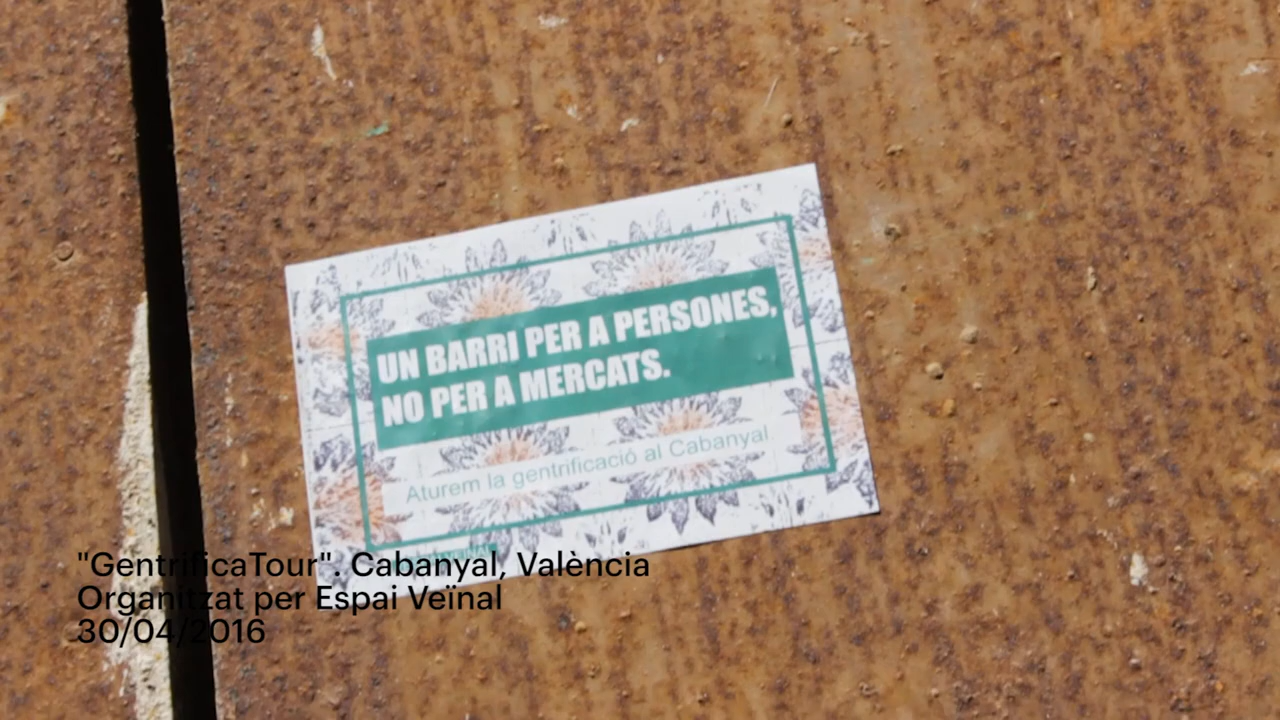 UN BARRI PER A PERSONES,
NO PER A MERCATS.
Aturem la gentrificació al Cabanyal
"GentrificaTour". Cabanyal, València
Organitzat per Espai Veïnal
30/04/2016